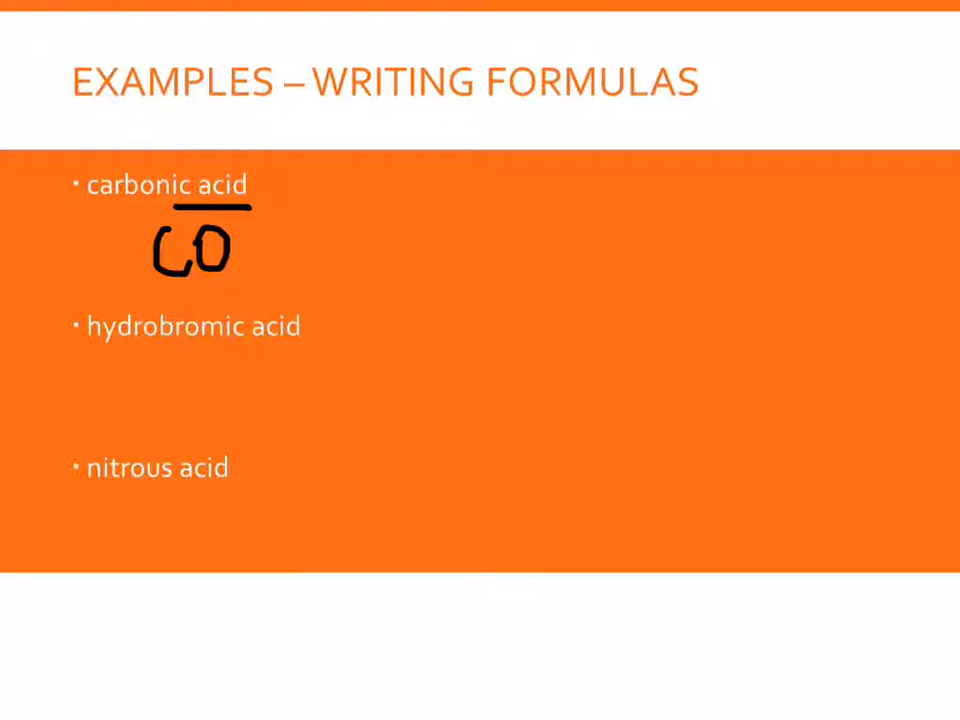 EXAMPLES – WRITING FORMULAS
· carbonic acid
CO
· hydrobromic acid
· nitrous acid